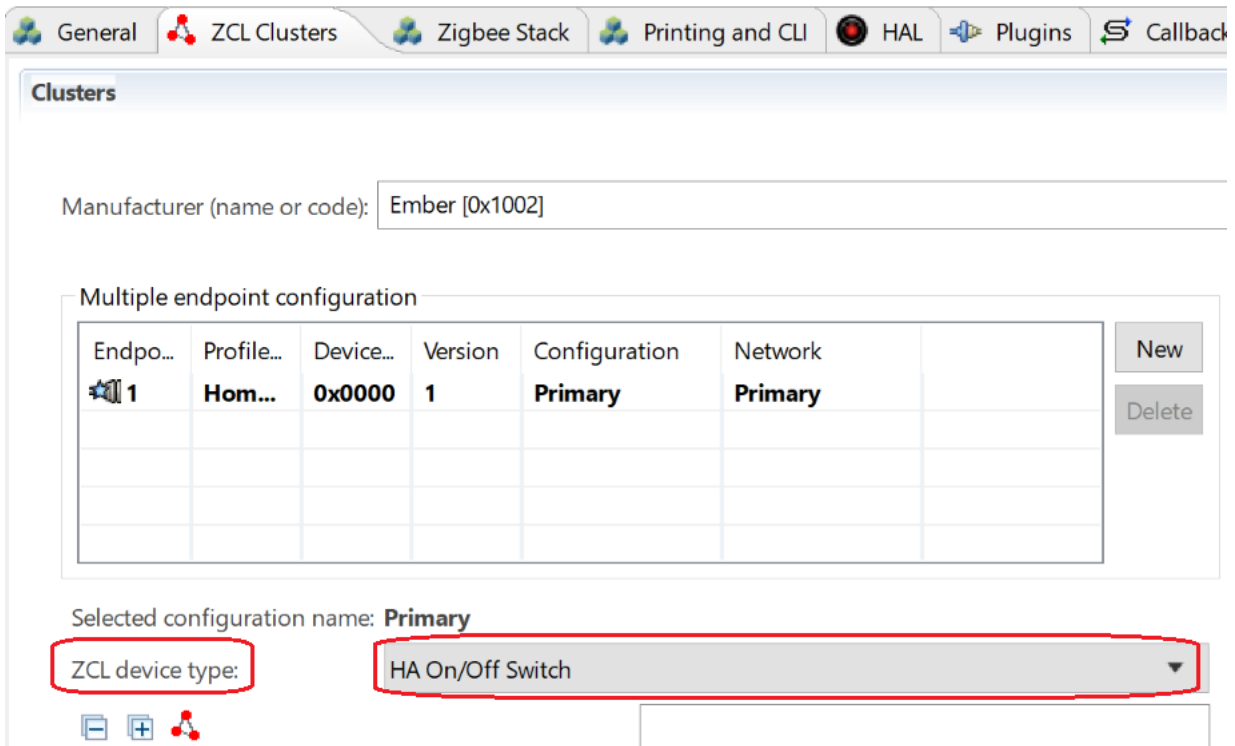 General ZCL Clusters Zigbee Stack Printing and CLI HAL Plugins Callback
Clusters
Manufacturer (name or code): Ember [0x1002]
Multiple endpoint configuration
Endpo... Profile... Device... Version Configuration Network
1 Hom... 0x0000 1 Primary Primary
New
Delete
Selected configuration name: Primary
ZCL device type: HA On/Off Switch